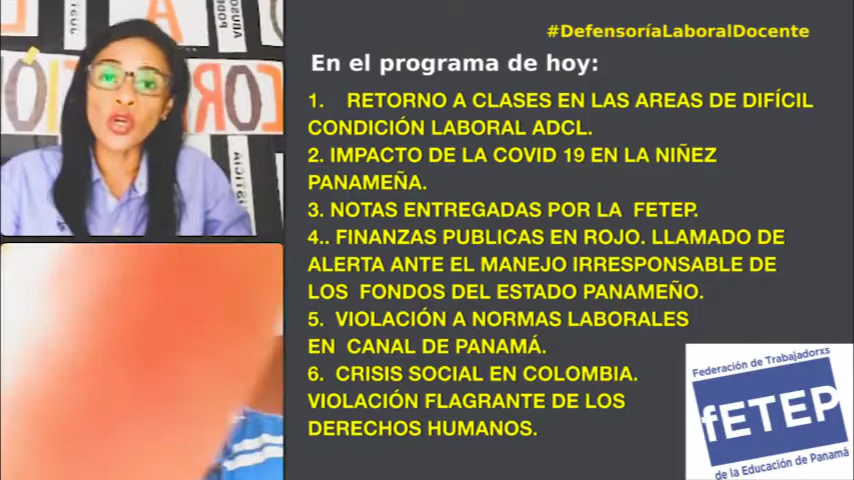 #DefensoríaLaboralDocente
En el programa de hoy:
1. RETORNO A CLASES EN LAS AREAS DE DIFÍCIL
CONDICIÓN LABORAL ADCL.
2. IMPACTO DE LA COVID 19 EN LA NIÑEZ
PANAMEÑA.
3. NOTAS ENTREGADAS POR LA FETEP.
4.. FINANZAS PUBLICAS EN ROJO. LLAMADO DE
ALERTA ANTE EL MANEJO IRRESPONSABLE DE
LOS FONDOS DEL ESTADO PANAMEÑO.
5. VIOLACIÓN A NORMAS LABORALES
EN CANAL DE PANAMÁ.
6. CRISIS SOCIAL EN COLOMBIA.
VIOLACIÓN FLAGRANTE DE LOS
DERECHOS HUMANOS.
Federación de Trabajadorxs
fETEP
de la Educación de Panamá